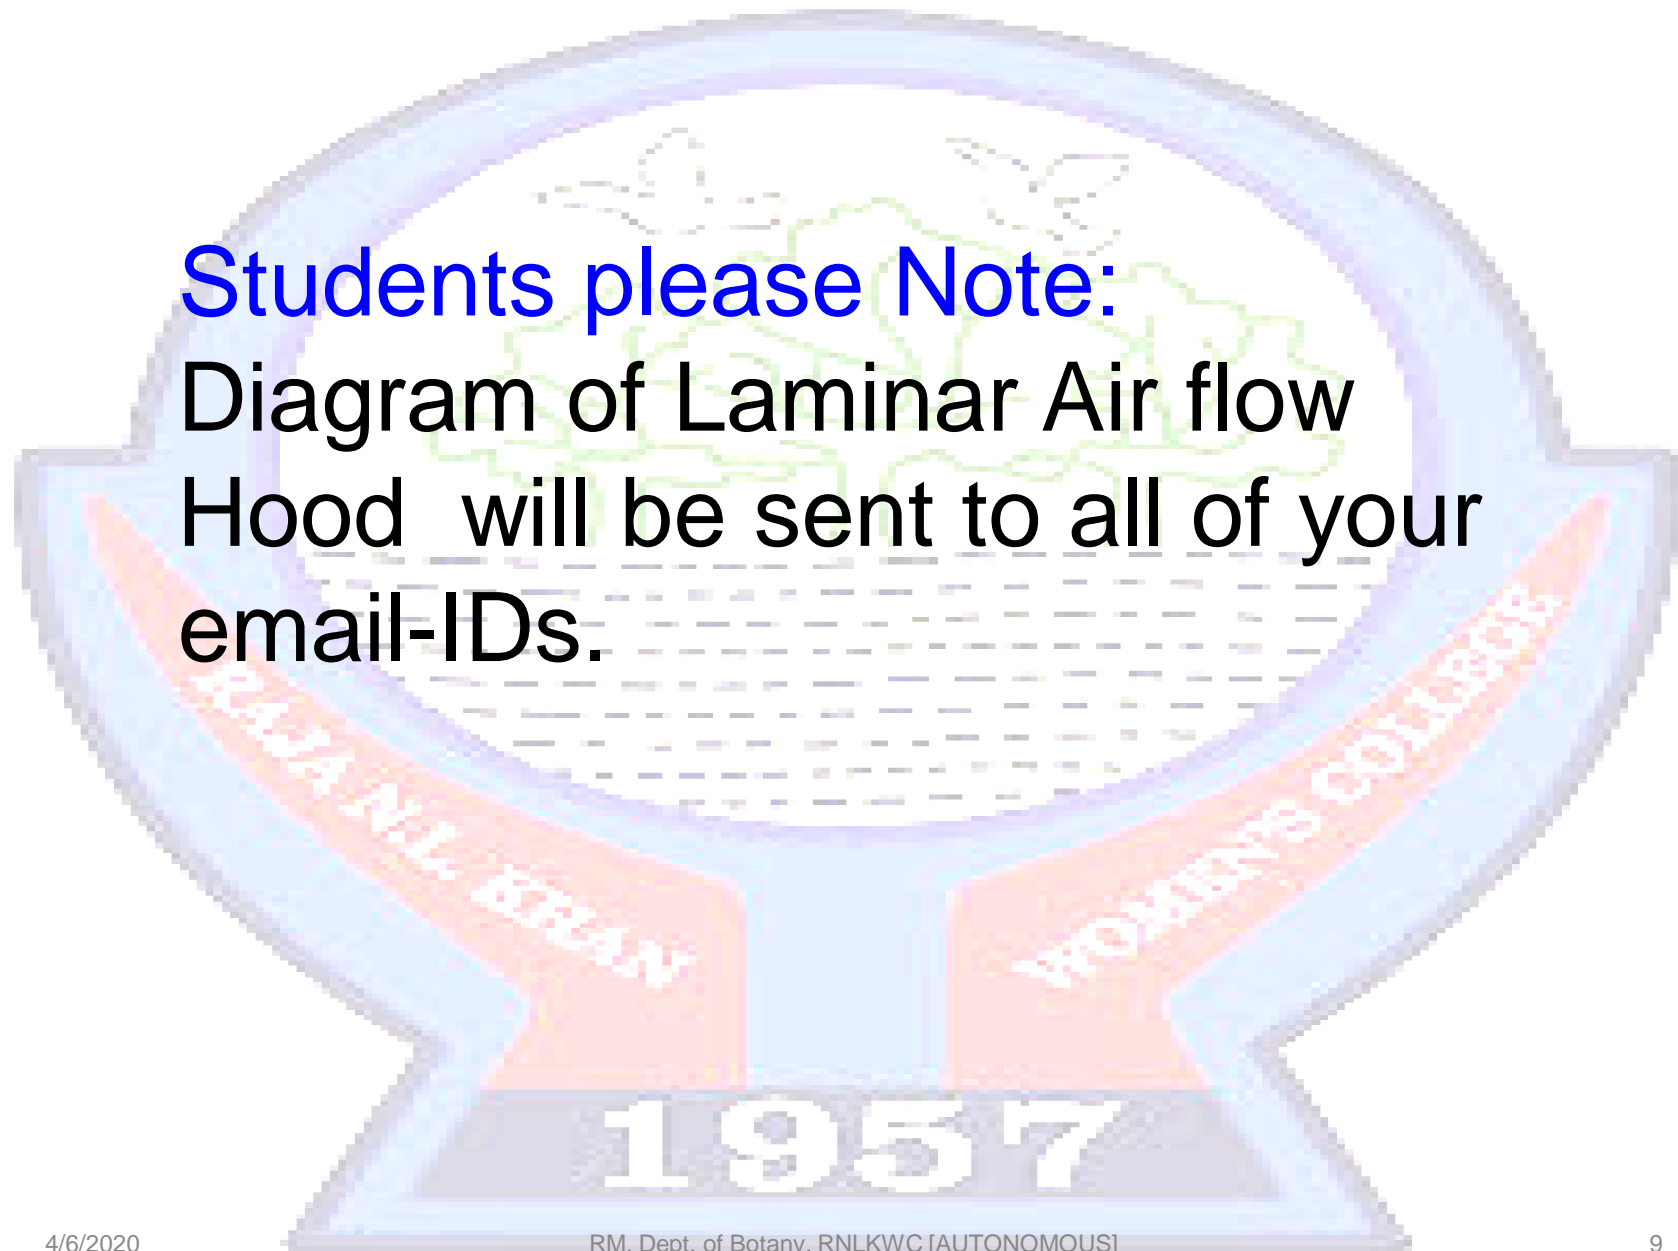 Students please Note:
Diagram of Laminar Air flow
Hood will be sent to all of your
email-IDs.
RAJA N.L. KHAN
WOMEN'S COLLEGE
1957
4/6/2020
RM, Dept. of Botany, RNLKWC [AUTONOMOUS]
9